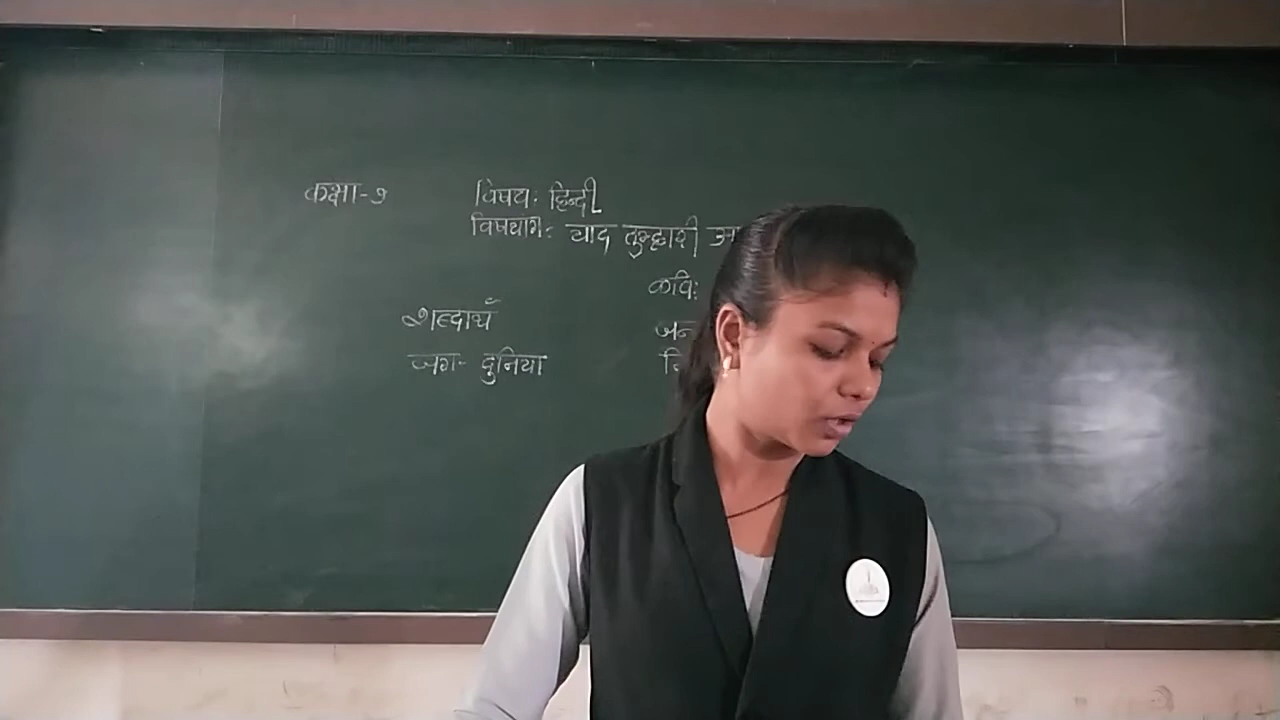 कक्षा-७
विषय: हिन्दी
विषयांग: याद तुम्हारी
कवि:
शब्दार्थ
जग- दुनिया